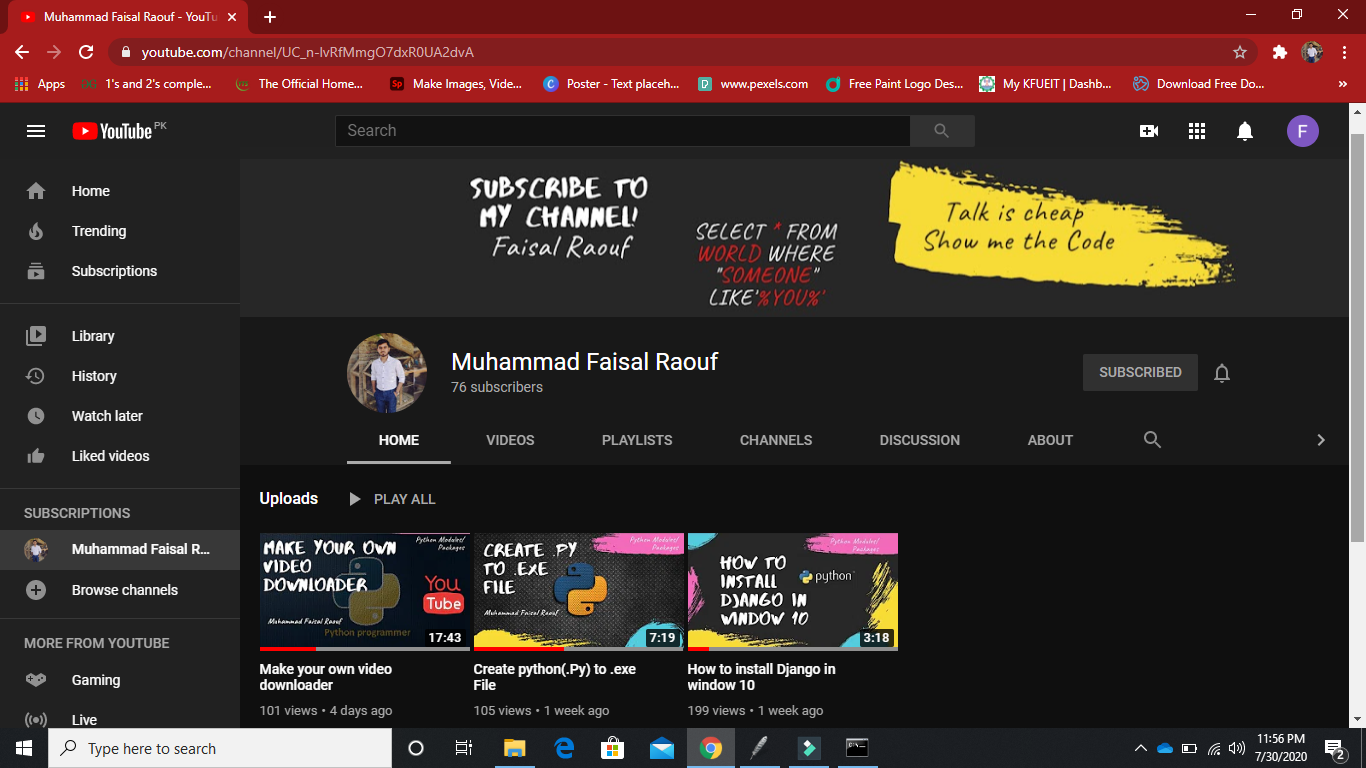 Muhammad Faisal Raouf - YouTu
youtube.com/channel/UC_n-lvRfMmgO7dxR0UA2dvA
Apps
1's and 2's comple...
The Official Home...
Sp
Make Images, Vide...
C
Poster - Text placeh...
www.pexels.com
Free Paint Logo Des...
My KFUEIT | Dashb...
Download Free Do...
»
YouTube PK
Search
F
Home
Trending
Subscriptions
Library
History
Watch later
Liked videos
SUBSCRIPTIONS
Muhammad Faisal R...
Browse channels
MORE FROM YOUTUBE
Gaming
Live
SUBSCRIBE TO
MY CHANNEL!
Faisal Raouf
SELECT * FROM
WORLD WHERE
"SOMEONE"
LIKE'%YOU%'
Talk is cheap
Show me the Code
Muhammad Faisal Raouf
76 subscribers
SUBSCRIBED
HOME
VIDEOS
PLAYLISTS
CHANNELS
DISCUSSION
ABOUT
Uploads
PLAY ALL
MAKE YOUR OWN
VIDEO
DOWNLOADER
Python Modules/
Packages
You
Tube
Muhammad Faisal Raouf
Python programmer
17:43
Make your own video
downloader
101 views • 4 days ago
CREATE .PY
TO .EXE
FILE
Python Modules/
Packages
Muhammad Faisal Raouf
7:19
Create python(.Py) to .exe
File
105 views • 1 week ago
HOW TO
INSTALL
DJANGO IN
WINDOW 10
Python Modules/
Packages
python
3:18
How to install Django in
window 10
199 views • 1 week ago
Type here to search
11:56 PM
7/30/2020
2